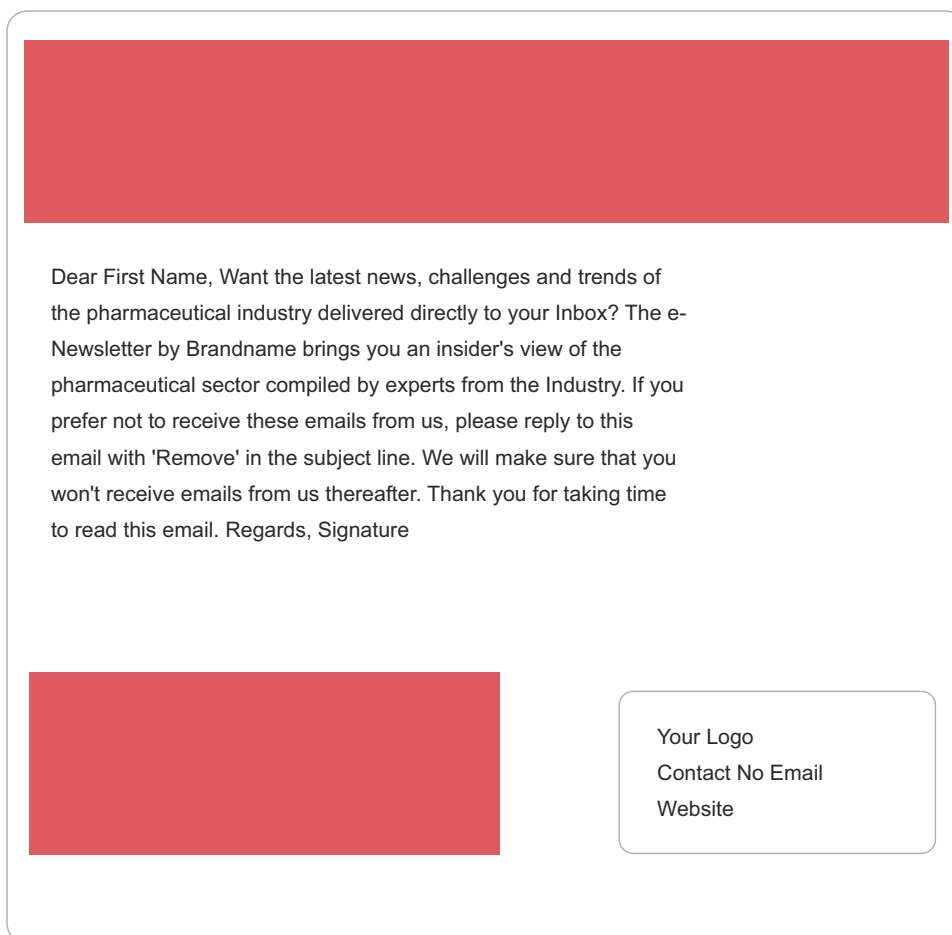 Dear First Name, Want the latest news, challenges and trends of
the pharmaceutical industry delivered directly to your Inbox? The e-
Newsletter by Brandname brings you an insider's view of the
pharmaceutical sector compiled by experts from the Industry. If you
prefer not to receive these emails from us, please reply to this
email with 'Remove' in the subject line. We will make sure that you
won't receive emails from us thereafter. Thank you for taking time
to read this email. Regards, Signature
Your Logo
Contact No Email
Website